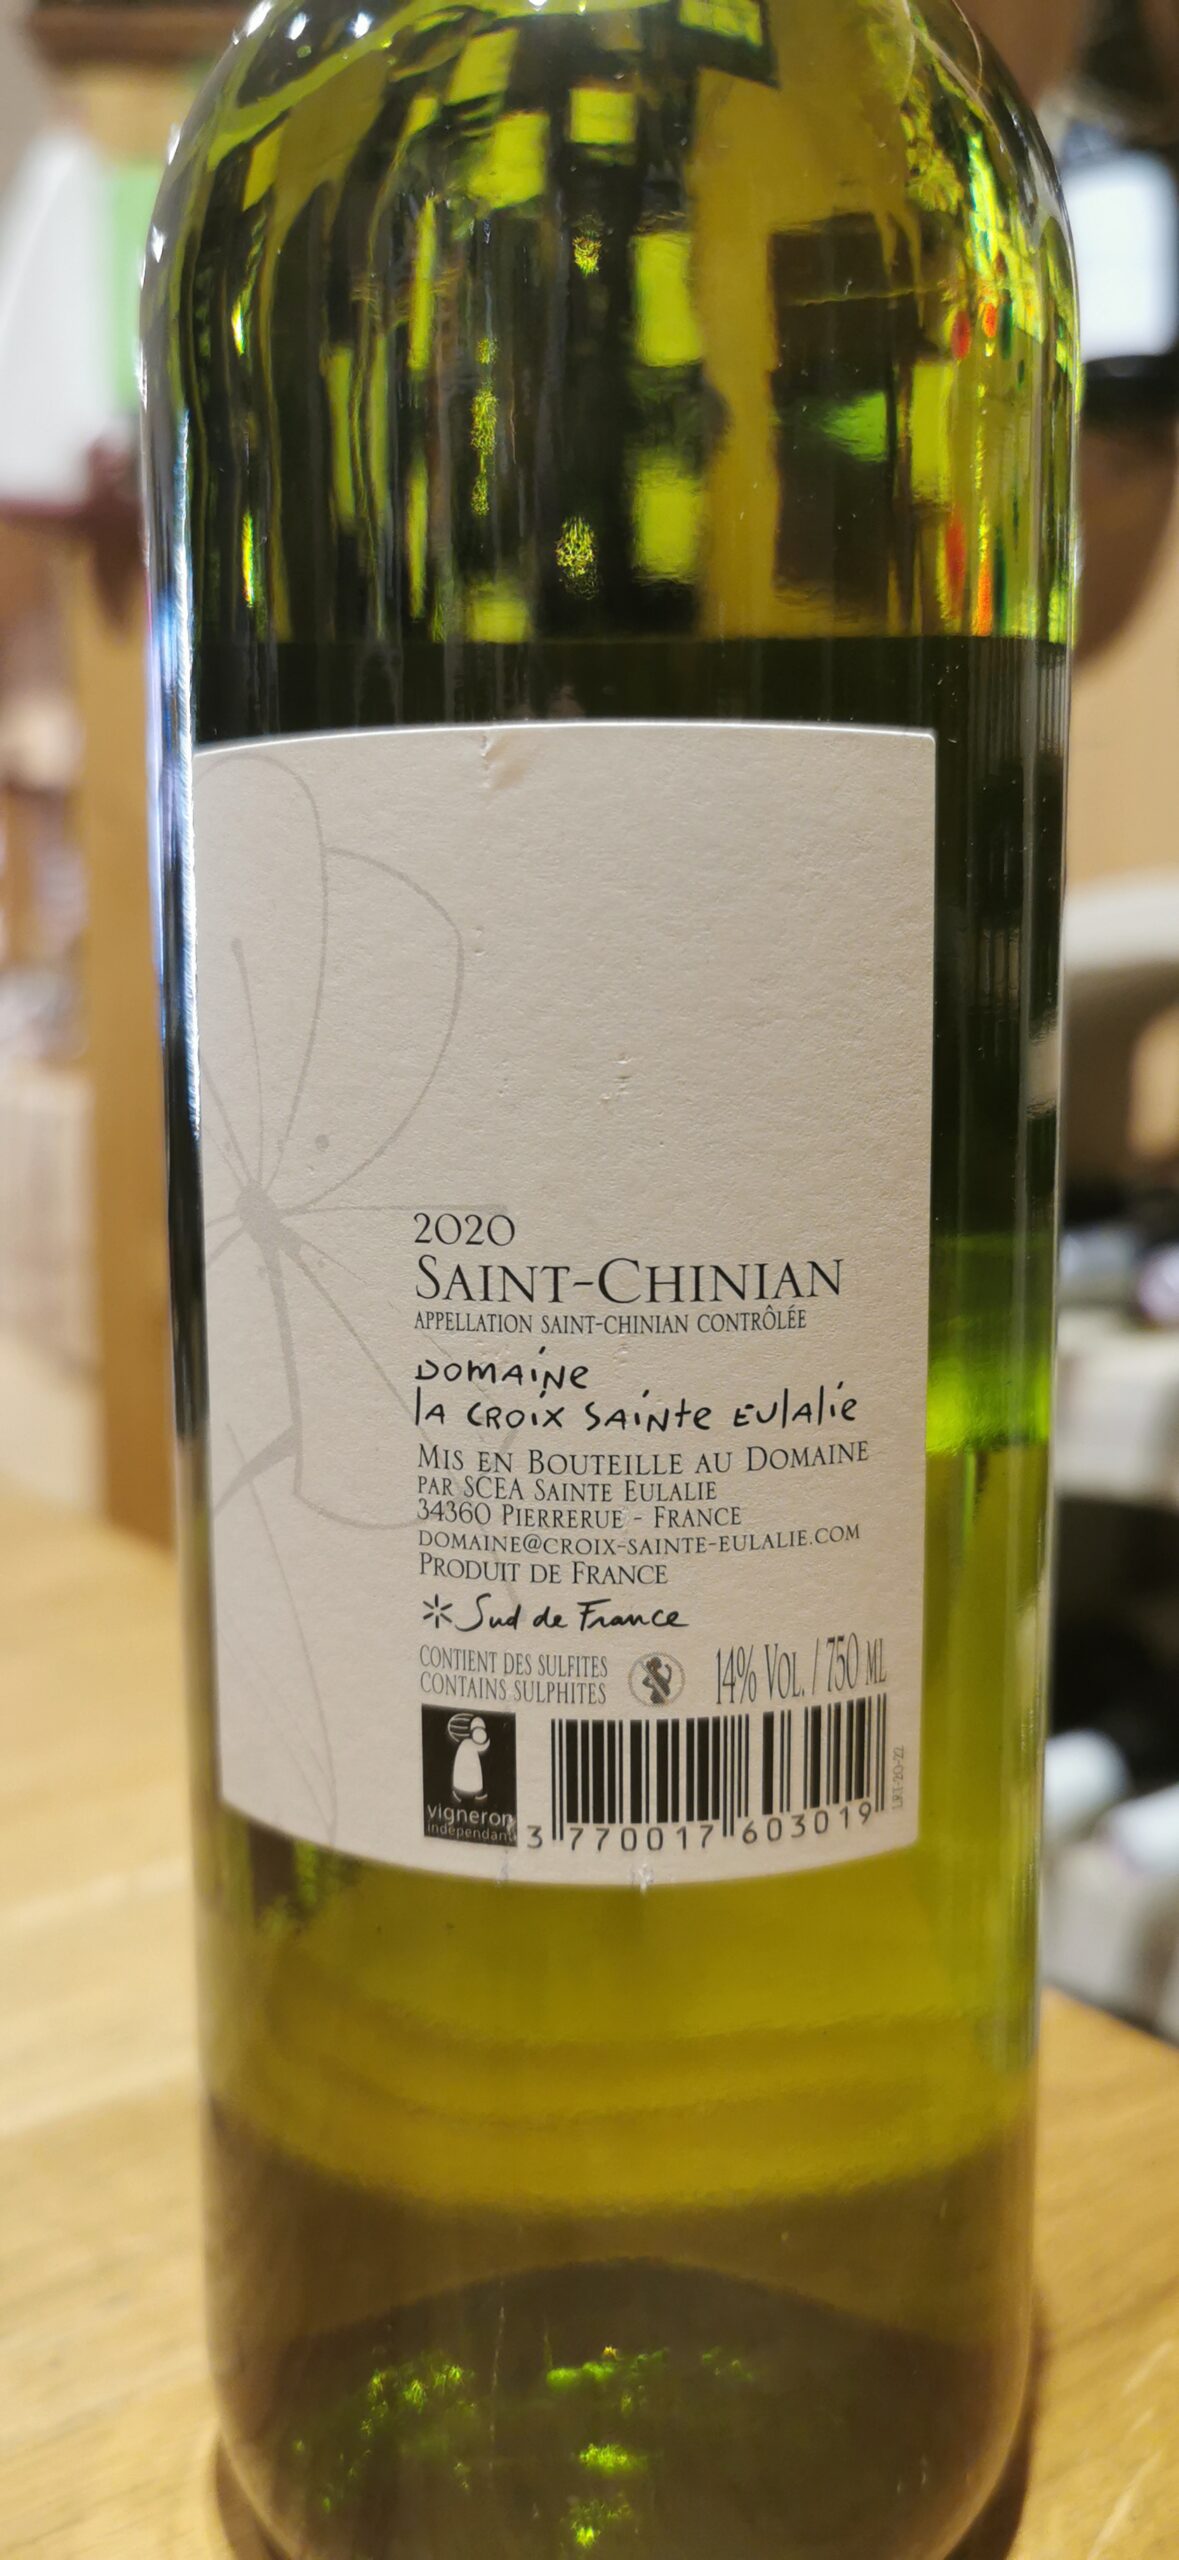 2020
SAINT-CHINIAN
APPELLATION SAINT-CHINIAN CONTRÔLÉE
DOMAINE
LA CROIX SAINTE EULALIE
MIS EN BOUTEILLE AU DOMAINE
PAR SCEA SAINTE EULALIE
34360 PIERRERUE - FRANCE
DOMAINE@CROIX-SAINTE-EULALIE.COM
PRODUIT DE FRANCE
Sud de France
CONTIENT DES SULFITES
CONTAINS SULPHITES
14% VOL. / 750 ML
vigneron
indépendant
3 770017 603019